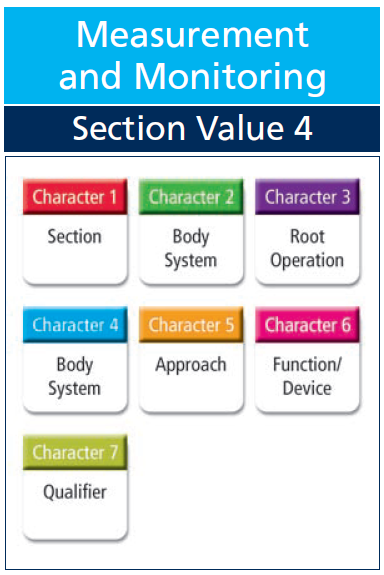 Measurement
and Monitoring
Section Value 4
Character 1
Section
Character 2
Body
System
Character 3
Root
Operation
Character 4
Body
System
Character 5
Approach
Character 6
Function/
Device
Character 7
Qualifier